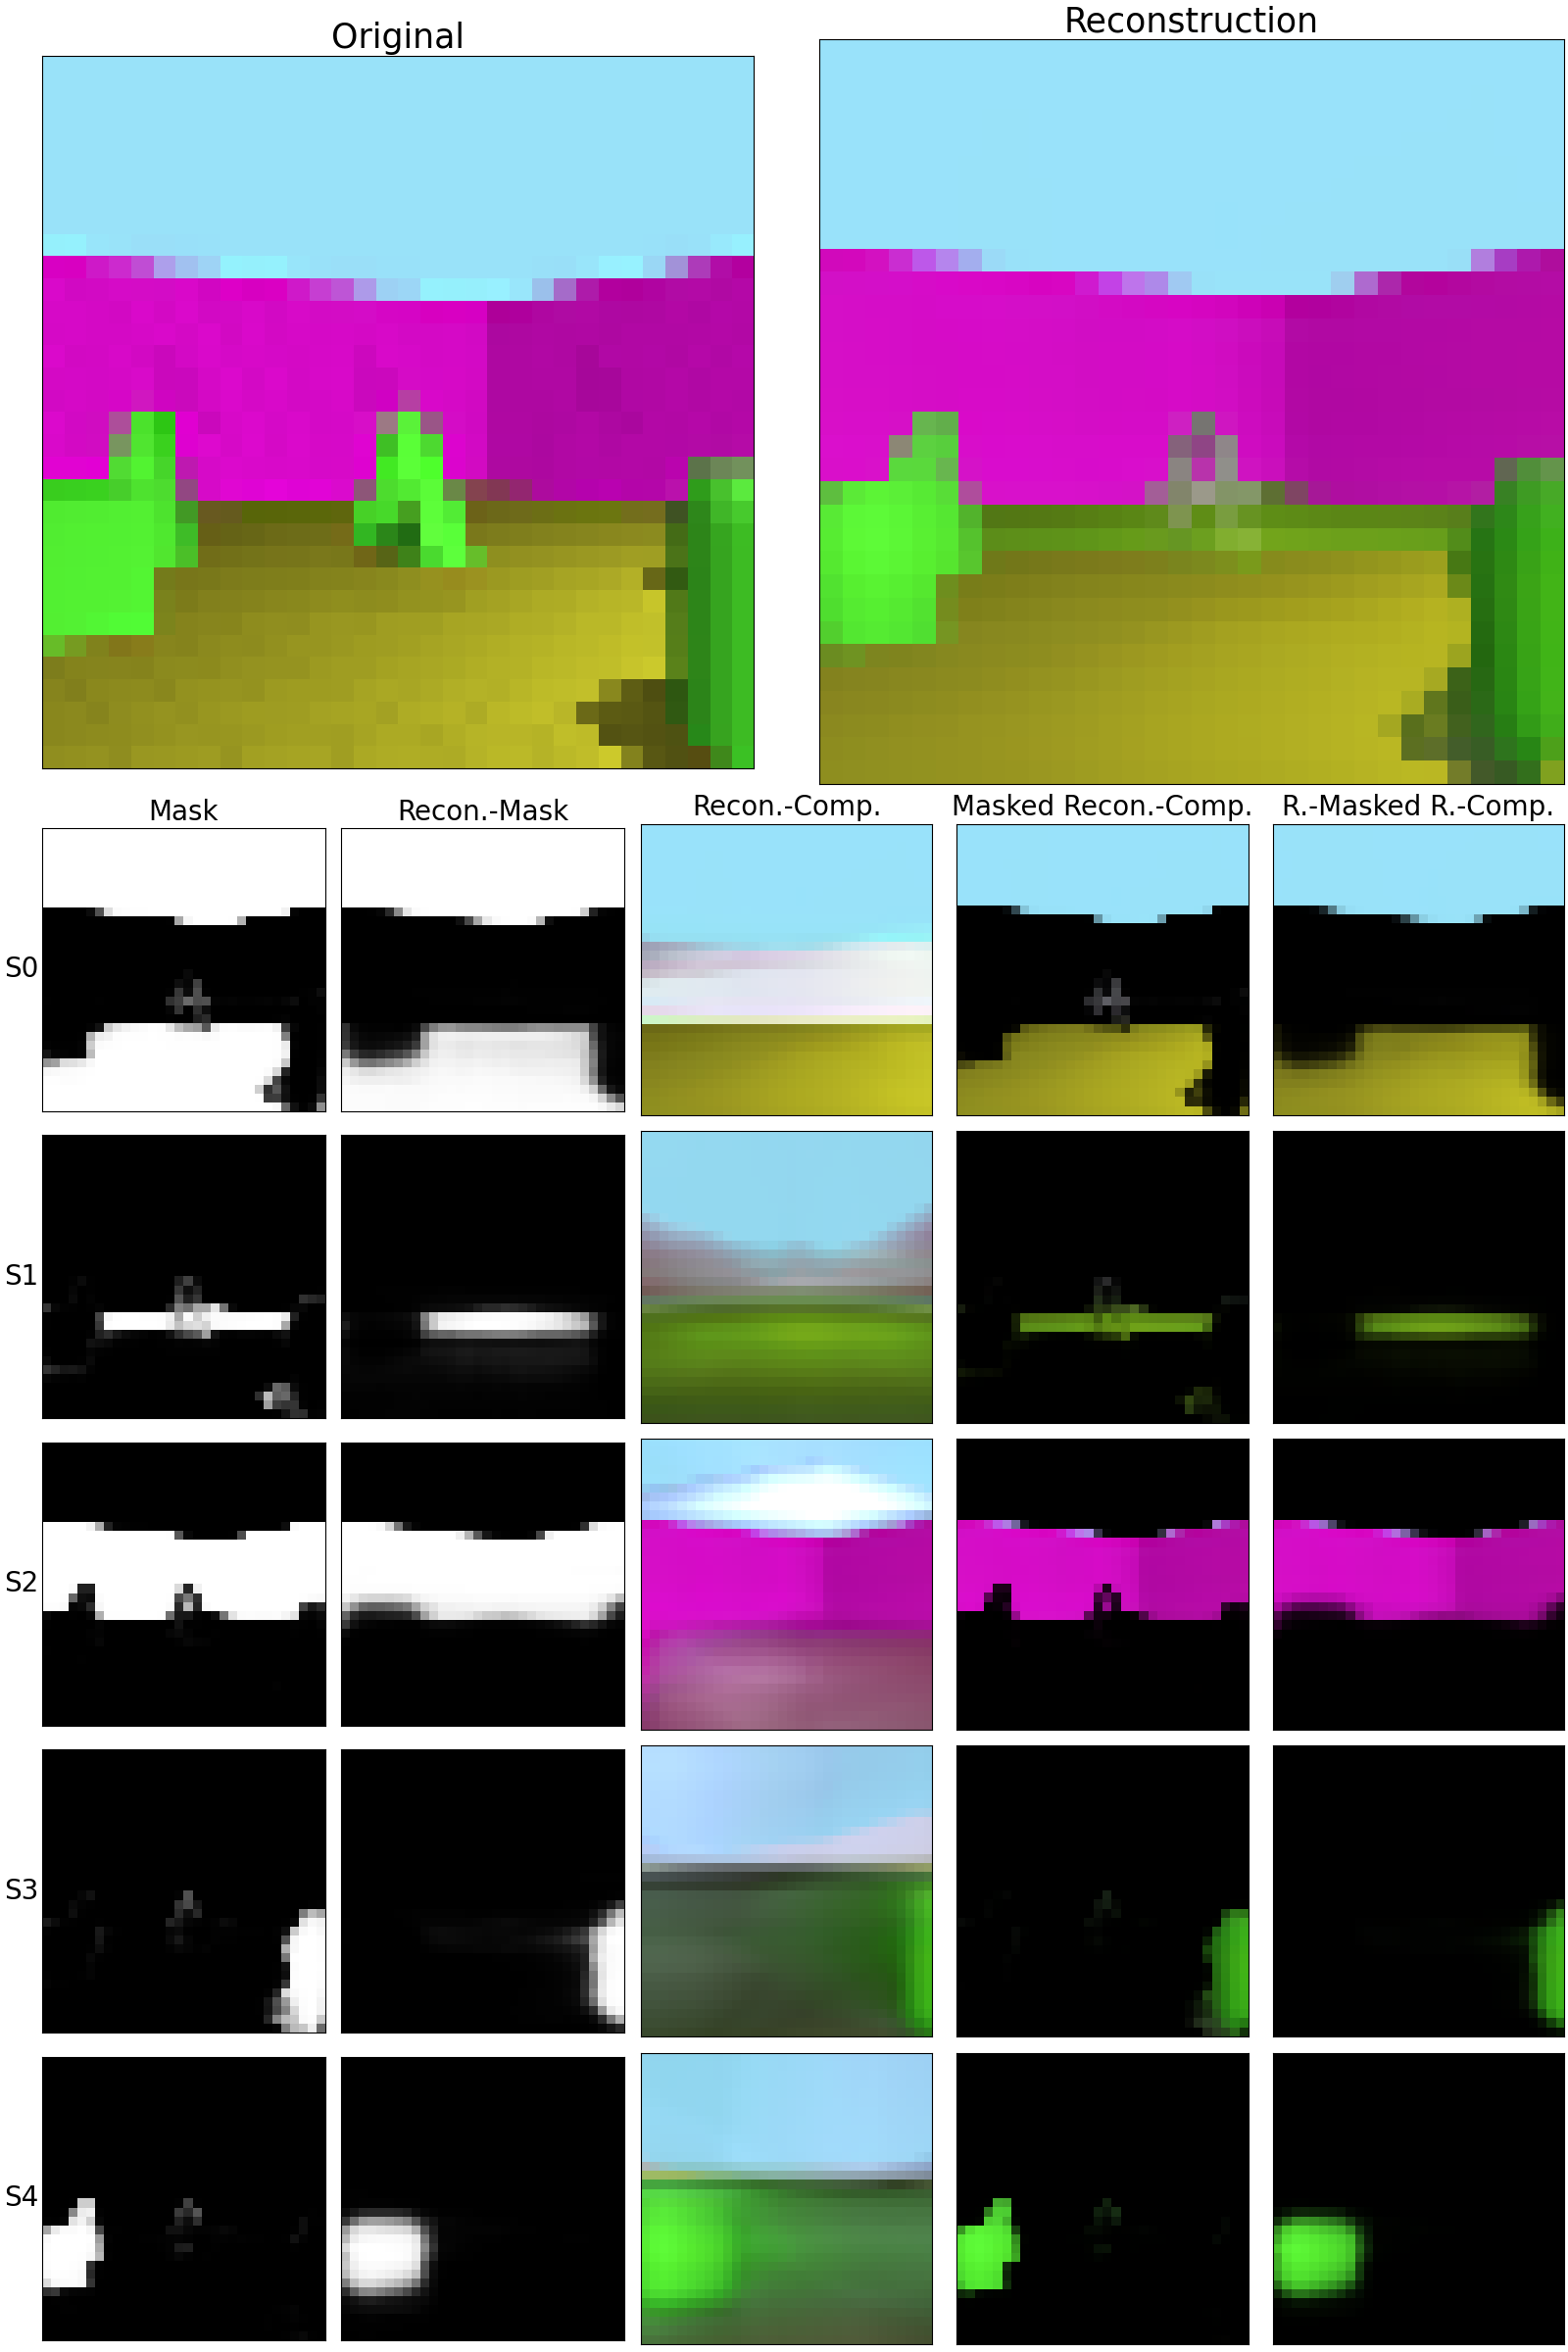 Original
Reconstruction
Mask
Recon.-Mask
Recon.-Comp.
Masked Recon.-Comp.
R.-Masked R.-Comp.
S0
S1
S2
S3
S4